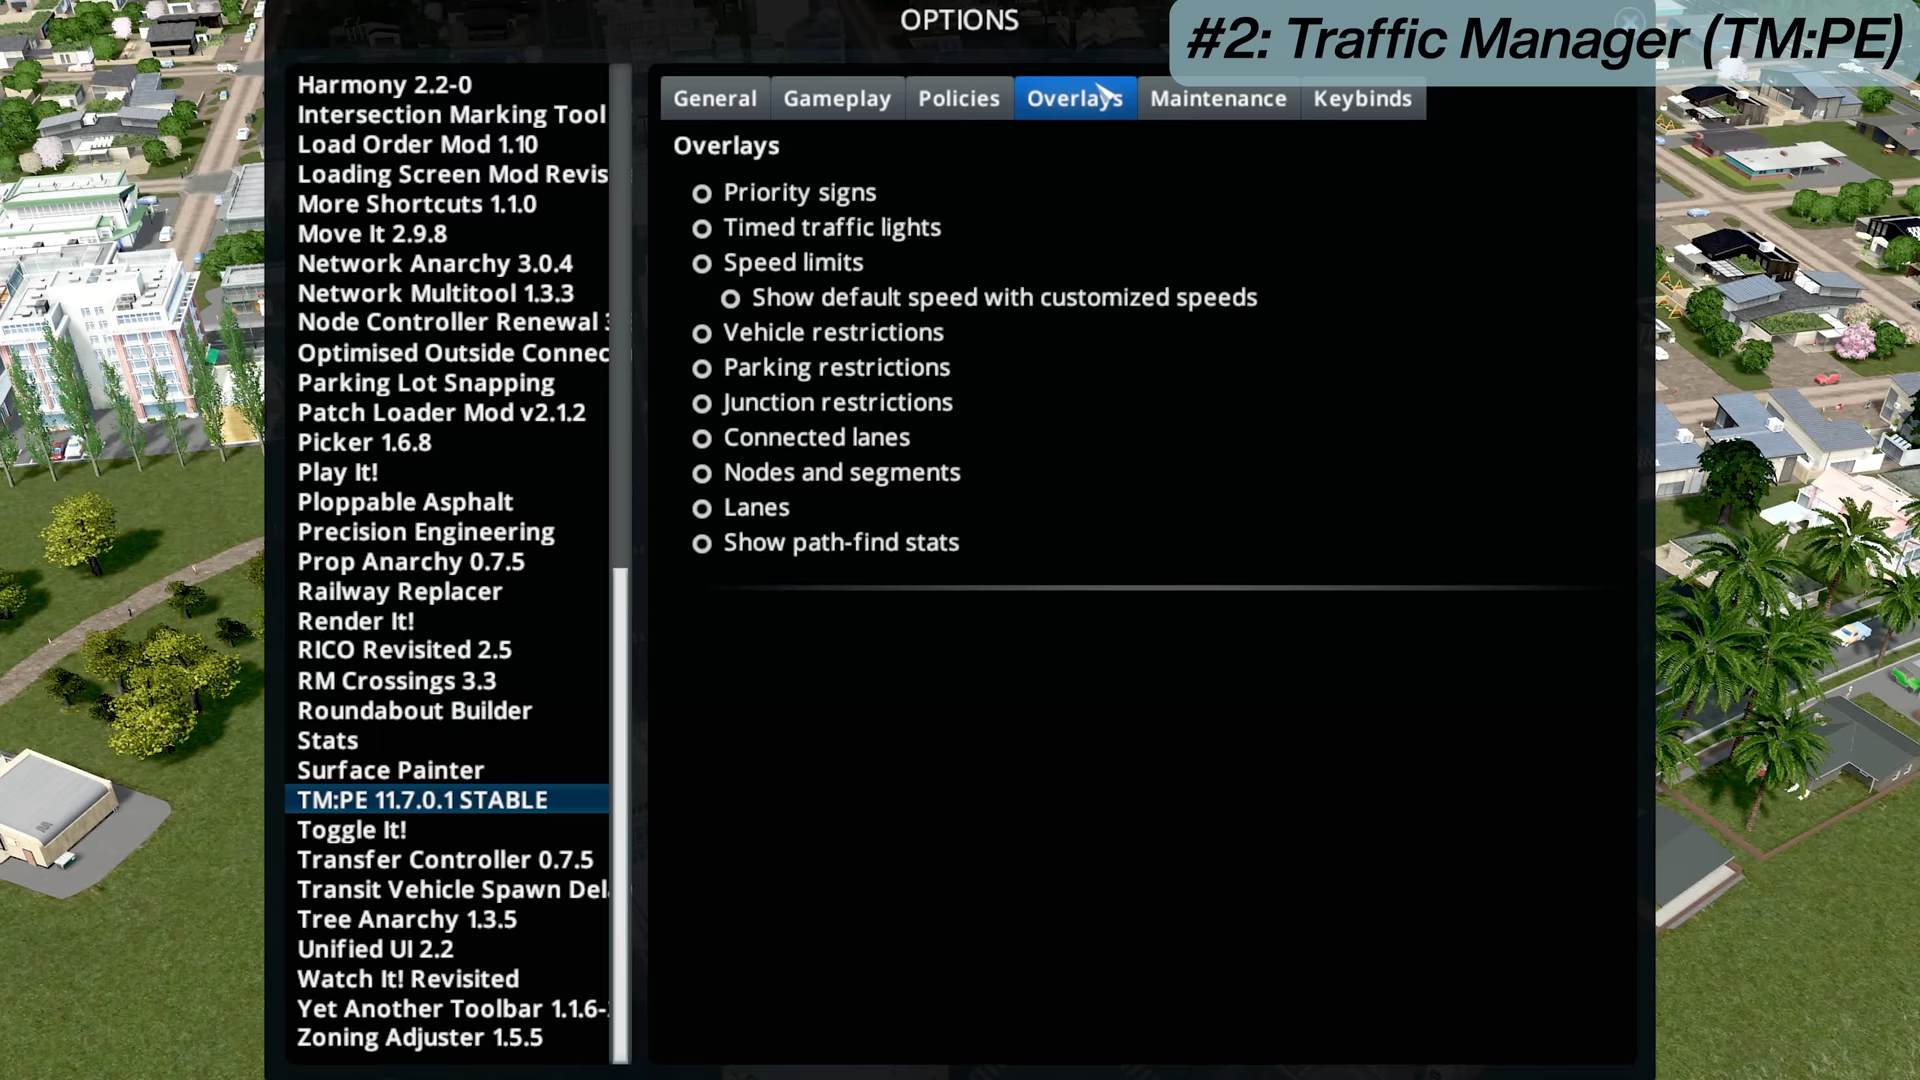 OPTIONS
#2: Traffic Manager (TM:PE)
Harmony 2.2-0
Intersection Marking Tool
Load Order Mod 1.10
Loading Screen Mod Revis
More Shortcuts 1.1.0
Move It 2.9.8
Network Anarchy 3.0.4
Network Multitool 1.3.3
Node Controller Renewal 3
Optimised Outside Connec
Parking Lot Snapping
Patch Loader Mod v2.1.2
Picker 1.6.8
Play It!
Ploppable Asphalt
Precision Engineering
Prop Anarchy 0.7.5
Railway Replacer
Render It!
RICO Revisited 2.5
RM Crossings 3.3
Roundabout Builder
Stats
Surface Painter
TM:PE 11.7.0.1 STABLE
Toggle It!
Transfer Controller 0.7.5
Transit Vehicle Spawn Del
Tree Anarchy 1.3.5
Unified UI 2.2
Watch It! Revisited
Yet Another Toolbar 1.1.6-
Zoning Adjuster 1.5.5
General Gameplay Policies Overlays Maintenance Keybinds
Overlays
Priority signs
Timed traffic lights
Speed limits
Show default speed with customized speeds
Vehicle restrictions
Parking restrictions
Junction restrictions
Connected lanes
Nodes and segments
Lanes
Show path-find stats